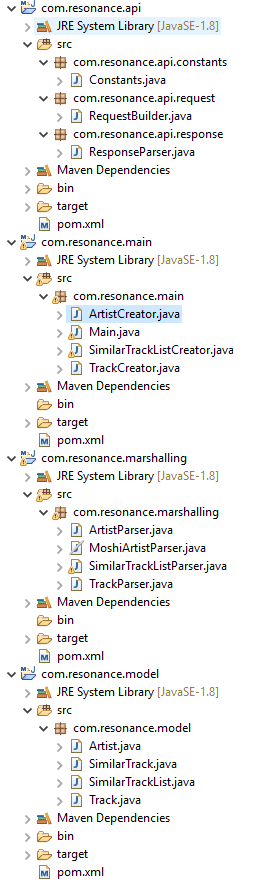 com.resonance.api
JRE System Library [JavaSE-1.8]
src
com.resonance.api.constants
Constants.java
com.resonance.api.request
RequestBuilder.java
com.resonance.api.response
ResponseParser.java
Maven Dependencies
bin
target
pom.xml
com.resonance.main
JRE System Library [JavaSE-1.8]
src
com.resonance.main
ArtistCreator.java
Main.java
SimilarTrackListCreator.java
TrackCreator.java
Maven Dependencies
bin
target
pom.xml
com.resonance.marshalling
JRE System Library [JavaSE-1.8]
src
com.resonance.marshalling
ArtistParser.java
MoshiArtistParser.java
SimilarTrackListParser.java
TrackParser.java
Maven Dependencies
bin
target
pom.xml
com.resonance.model
JRE System Library [JavaSE-1.8]
src
com.resonance.model
Artist.java
SimilarTrack.java
SimilarTrackList.java
Track.java
Maven Dependencies
bin
target
pom.xml